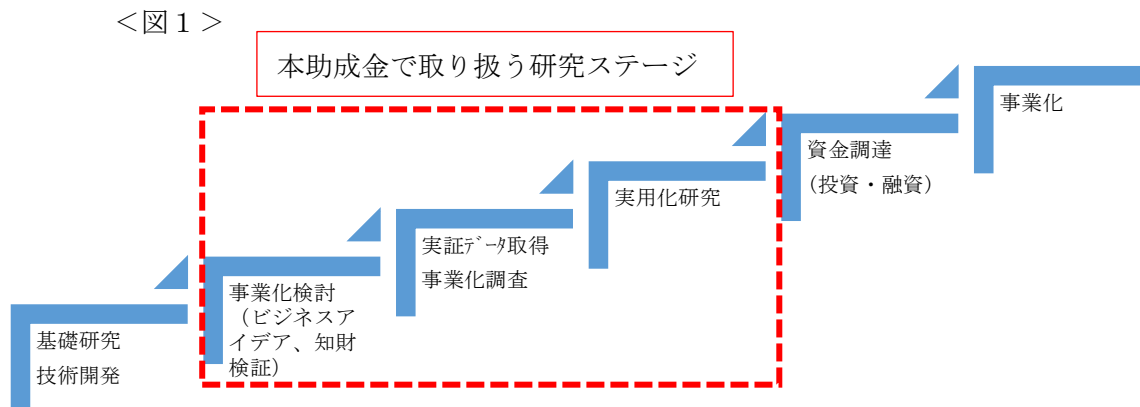 ＜図１＞
本助成金で取り扱う研究ステージ
基礎研究
技術開発
事業化検討
（ビジネスア
イデア、知財
検証）
実証ﾃﾞｰﾀ取得
事業化調査
実用化研究
資金調達
（投資・融資）
事業化